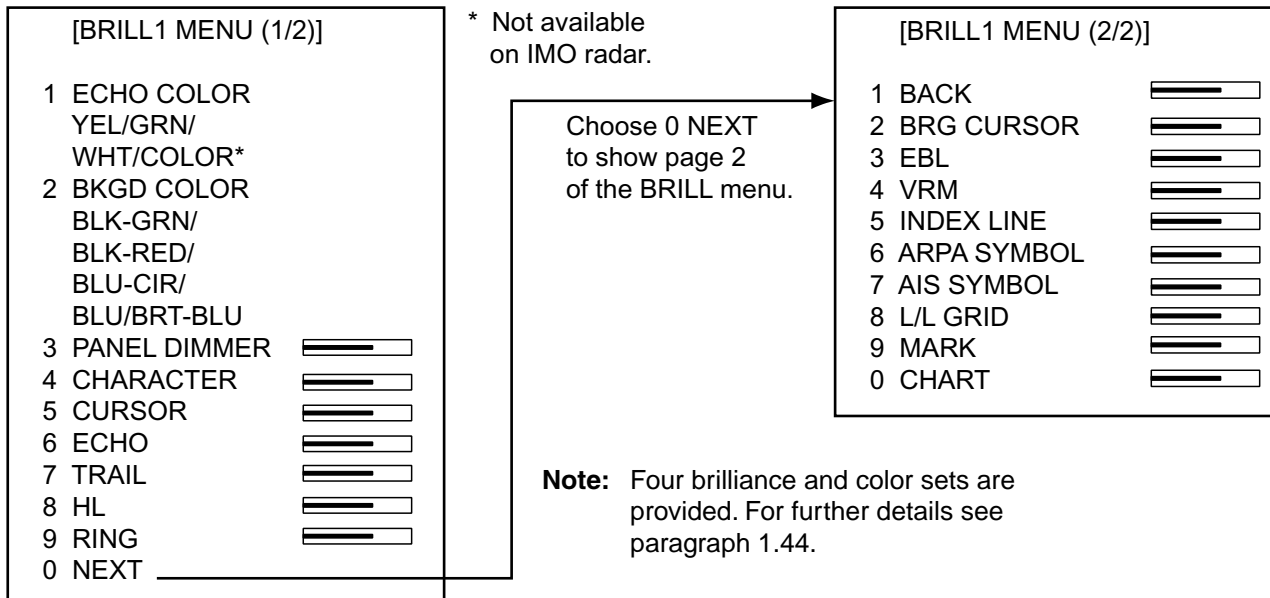 [BRILL1 MENU (1/2)]
1 ECHO COLOR
YEL/GRN/
WHT/COLOR*
2 BKGD COLOR
BLK-GRN/
BLK-RED/
BLU-CIR/
BLU/BRT-BLU
3 PANEL DIMMER
4 CHARACTER
5 CURSOR
6 ECHO
7 TRAIL
8 HL
9 RING
0 NEXT
* Not available
on IMO radar.
Choose 0 NEXT
to show page 2
of the BRILL menu.
[BRILL1 MENU (2/2)]
1 BACK
2 BRG CURSOR
3 EBL
4 VRM
5 INDEX LINE
6 ARPA SYMBOL
7 AIS SYMBOL
8 L/L GRID
9 MARK
0 CHART
Note: Four brilliance and color sets are
provided. For further details see
paragraph 1.44.